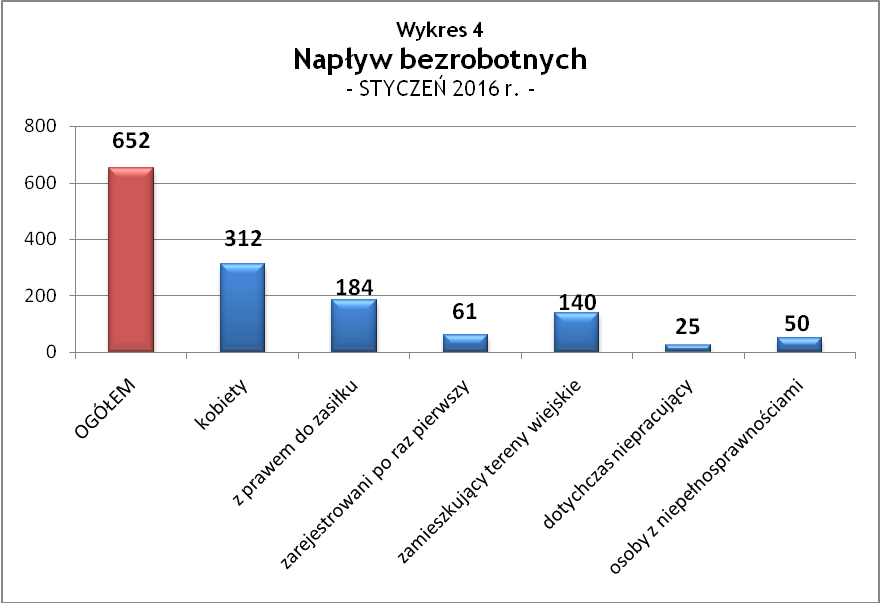 Wykres 4
Napływ bezrobotnych
- STYCZEŃ 2016 r. -
800
600
400
200
0
652
312
184
61
140
25
50
OGÓŁEM
kobiety
z prawem do zasiłku
zarejestrowani po raz pierwszy
zamieszkujący tereny wiejskie
dotychczas niepracujący
osoby z niepełnosprawnościami